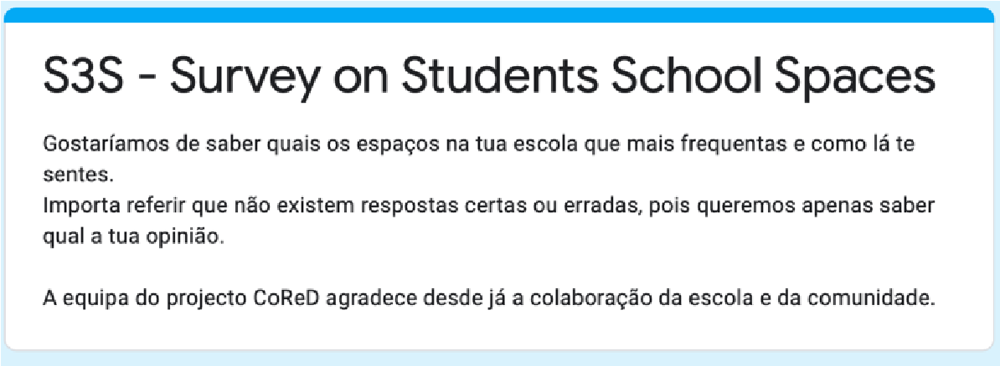 S3S - Survey on Students School Spaces
Gostaríamos de saber quais os espaços na tua escola que mais frequentas e como lá te
sentes.
Importa referir que não existem respostas certas ou erradas, pois queremos apenas saber
qual a tua opinião.
A equipa do projecto CoReD agradece desde já a colaboração da escola e da comunidade.